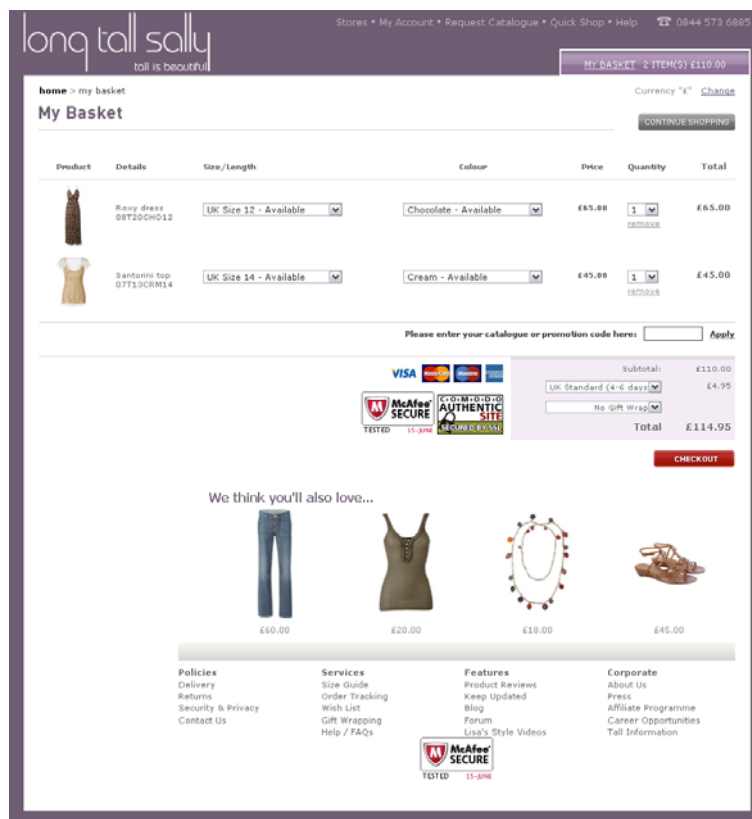 long tall sally
tall is beautiful
Stores • My Account • Request Catalogue • Quick Shop • Help 0844 573 6885
MY BASKET 2 ITEM(S) £110.00
home > my basket
Currency "£" Change
My Basket
CONTINUE SHOPPING
Product Details Size/Length Colour Price Quantity Total
Roxy dress
08T20CHO12
UK Size 12 - Available
Chocolate - Available
£65.00
1
remove
£65.00
Santorini top
07T13CRM14
UK Size 14 - Available
Cream - Available
£45.00
1
remove
£45.00
Please enter your catalogue or promotion code here: Apply
VISA MasterCard Maestro
McAfee SECURE
TESTED 15-JUNE
C·O·M·O·D·O
AUTHENTIC
SITE
SECURED BY SSL
Subtotal: £110.00
UK Standard (4-6 days £4.95
No Gift Wrap
Total £114.95
CHECKOUT
We think you'll also love...
£60.00 £20.00 £18.00 £45.00
Policies
Delivery
Returns
Security & Privacy
Contact Us
Services
Size Guide
Order Tracking
Wish List
Gift Wrapping
Help / FAQs
Features
Product Reviews
Keep Updated
Blog
Forum
Lisa's Style Videos
Corporate
About Us
Press
Affiliate Programme
Career Opportunities
Tall Information
McAfee SECURE
TESTED 15-JUNE